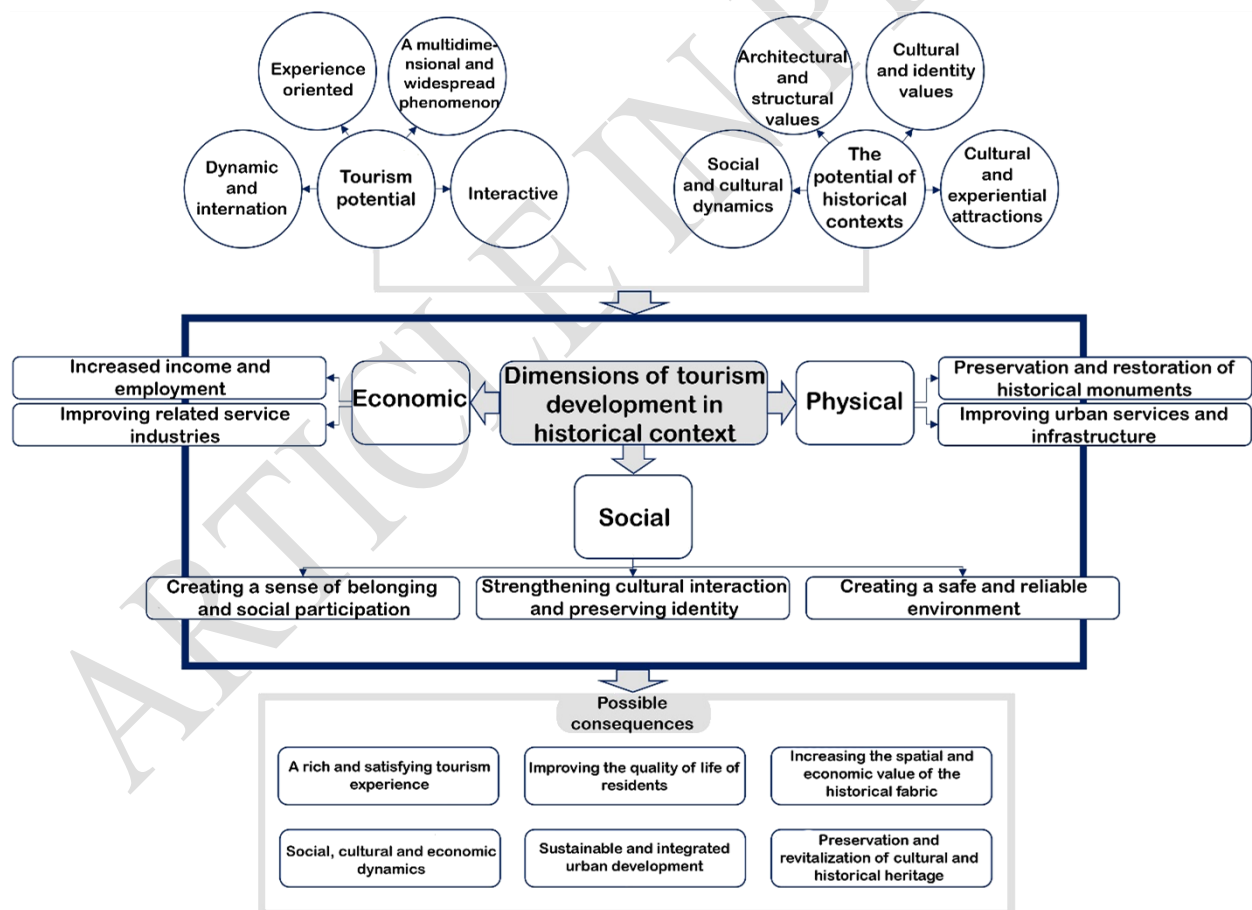 Experience
oriented
A multidime-
nsional and
widespread
phenomenon
Dynamic
and
internation
Tourism
potential
Interactive
Architectural
and
structural
values
Cultural
and identity
values
Social
and cultural
dynamics
The
potential of
historical
contexts
Cultural
and
experiential
attractions
Increased income and
employment
Improving related service
industries
Economic
Dimensions of tourism
development in
historical context
Physical
Preservation and restoration of
historical monuments
Improving urban services and
infrastructure
Social
Creating a sense of belonging
and social participation
Strengthening cultural interaction
and preserving identity
Creating a safe and reliable
environment
Possible
consequences
A rich and satisfying tourism
experience
Improving the quality of life of
residents
Increasing the spatial and
economic value of the
historical fabric
Social, cultural and economic
dynamics
Sustainable and integrated
urban development
Preservation and
revitalization of cultural and
historical heritage
ARTICLE IN